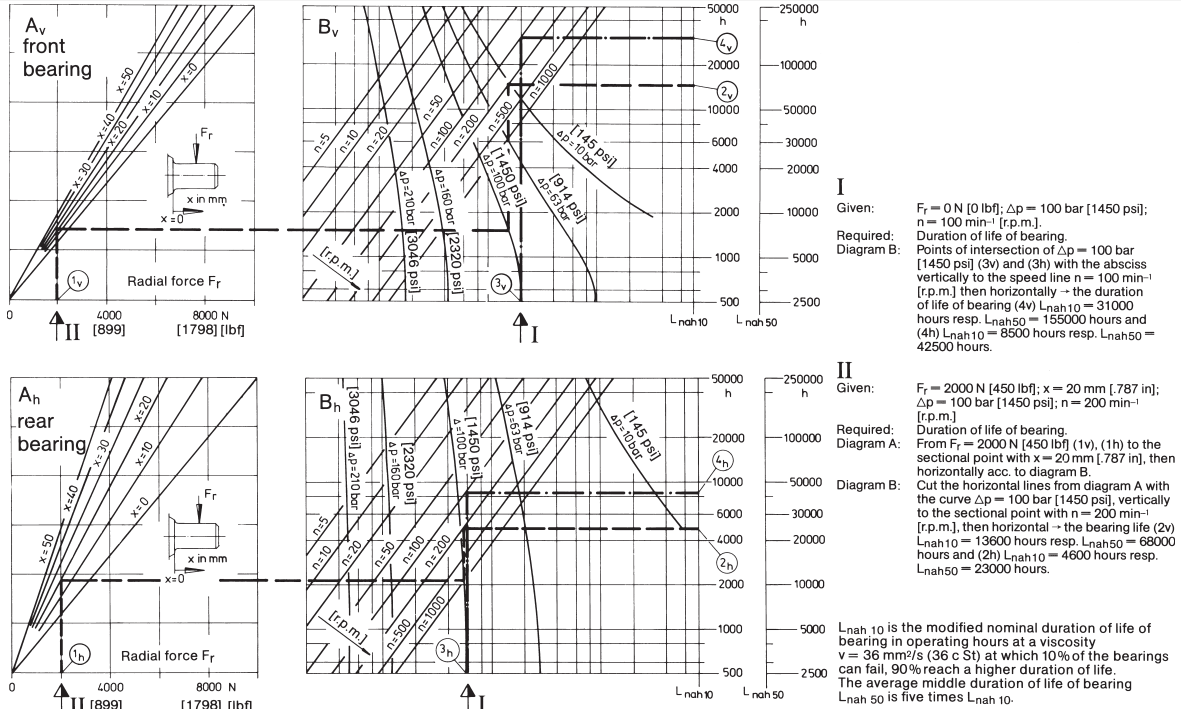 Av
front
bearing
x=50
x=40
x=30
x=20
x=10
x=0
Fr
x in mm
x=0
1v
Radial force Fr
0 4000 8000 N
II [899] [1798] [lbf]
Bv
n=5
n=10
n=20
n=50
n=100
n=200
n=500
n=1000
Δp=210 bar
[3046 psi]
Δp=160 bar
[2320 psi]
[1450 psi]
Δp=100 bar
[914 psi]
Δp=63 bar
[145 psi]
Δp=10 bar
[r.p.m.]
3v
I
4v
2v
50000
h
20000
10000
6000
4000
2000
1000
500
Lnah10
250000
h
100000
50000
30000
20000
10000
5000
2500
Lnah50
Ah
rear
bearing
x=50
x=40
x=30
x=20
x=10
x=0
Fr
x in mm
x=0
1h
Radial force Fr
0 4000 8000 N
II [899] [1798] [lbf]
Bh
[3046 psi]
Δp=210 bar
[2320 psi]
Δp=160 bar
[1450 psi]
Δ=100 bar
[914 psi]
Δp=63 bar
[145 psi]
Δp=10 bar
n=5
n=10
n=20
n=50
n=100
n=200
n=500
n=1000
[r.p.m.]
3h
I
4h
2h
50000
h
20000
10000
6000
4000
2000
1000
500
Lnah10
250000
h
100000
50000
30000
20000
10000
5000
2500
Lnah50
I
Given: Fr = 0 N [0 lbf]; △p = 100 bar [1450 psi];
n = 100 min⁻¹ [r.p.m.].
Required: Duration of life of bearing.
Diagram B: Points of intersection of △p = 100 bar
[1450 psi] (3v) and (3h) with the absciss
vertically to the speed line n = 100 min⁻¹
[r.p.m.] then horizontally → the duration
of life of bearing (4v) Lnah10 = 31000
hours resp. Lnah50 = 155000 hours and
(4h) Lnah10 = 8500 hours resp. Lnah50 =
42500 hours.
II
Given: Fr = 2000 N [450 lbf]; x = 20 mm [.787 in];
△p = 100 bar [1450 psi]; n = 200 min⁻¹
[r.p.m.]
Required: Duration of life of bearing.
Diagram A: From Fr = 2000 N [450 lbf] (1v), (1h) to the
sectional point with x = 20 mm [.787 in], then
horizontally acc. to diagram B.
Diagram B: Cut the horizontal lines from diagram A with
the curve △p = 100 bar [1450 psi], vertically
to the sectional point with n = 200 min⁻¹
[r.p.m.], then horizontal → the bearing life (2v)
Lnah10 = 13600 hours resp. Lnah50 = 68000
hours and (2h) Lnah10 = 4600 hours resp.
Lnah50 = 23000 hours.
Lnah 10 is the modified nominal duration of life of
bearing in operating hours at a viscosity
v = 36 mm²/s (36 c St) at which 10% of the bearings
can fail, 90% reach a higher duration of life.
The average middle duration of life of bearing
Lnah 50 is five times Lnah 10.